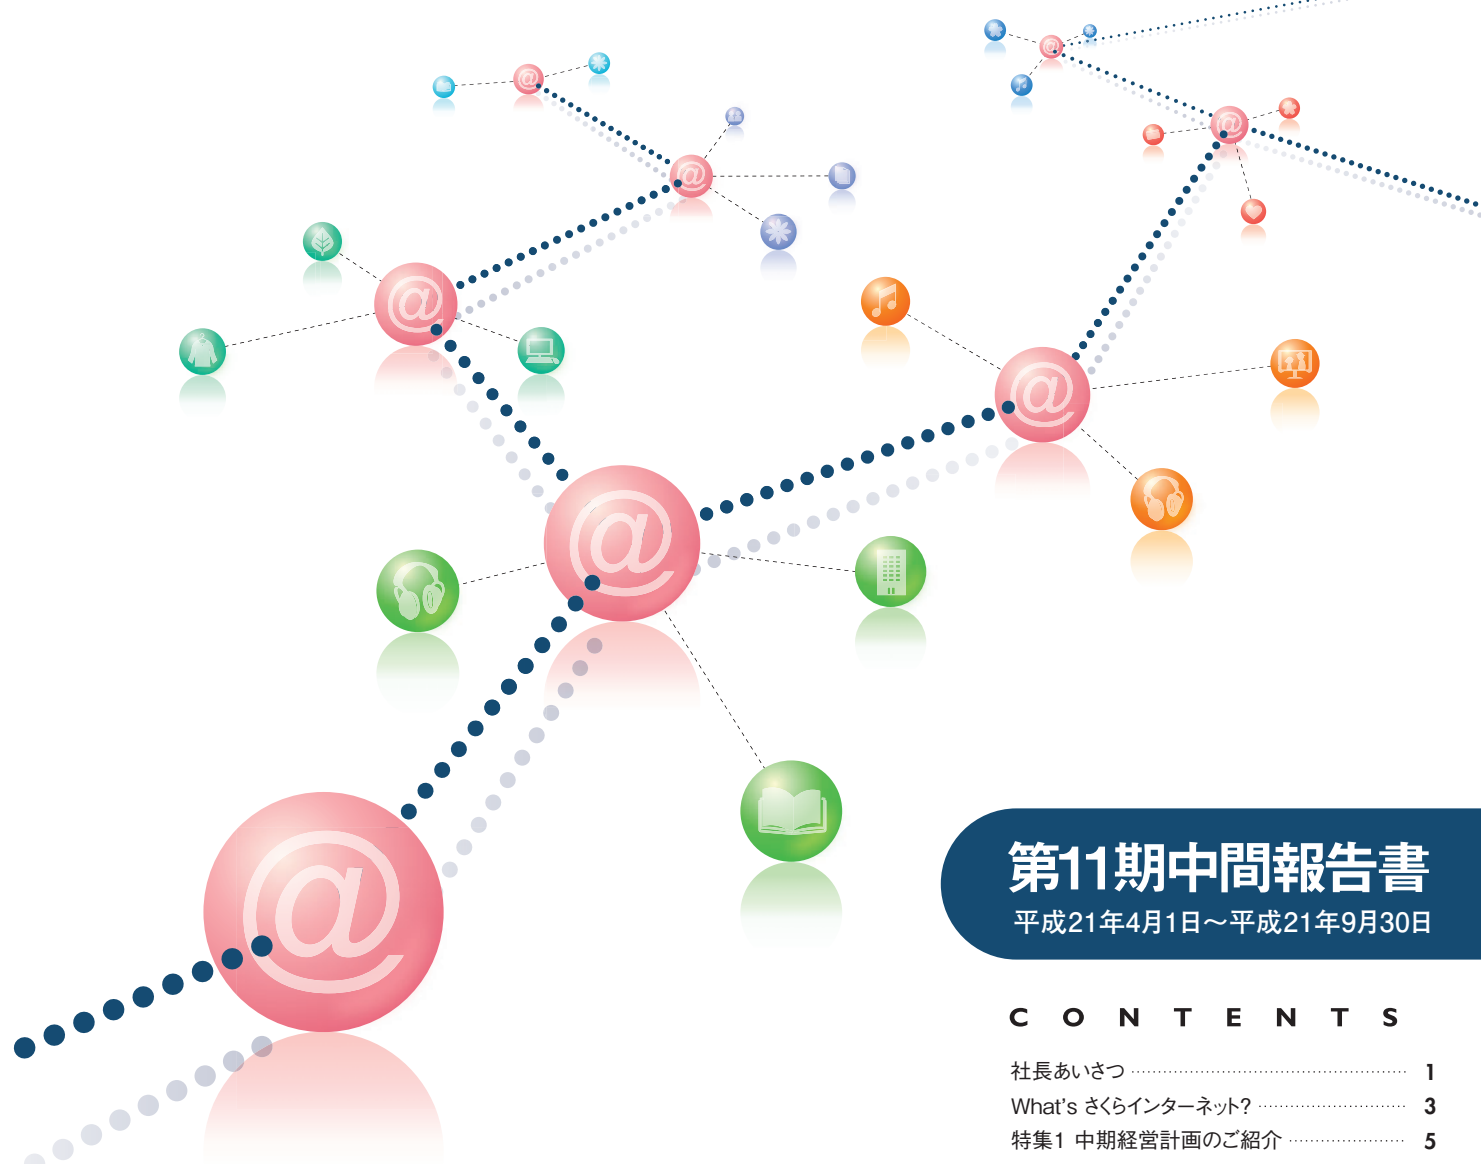 第11期中間報告書
平成21年4月1日～平成21年9月30日
CONTENTS
社長あいさつ 1
What's さくらインターネット? 3
特集1 中期経営計画のご紹介 5